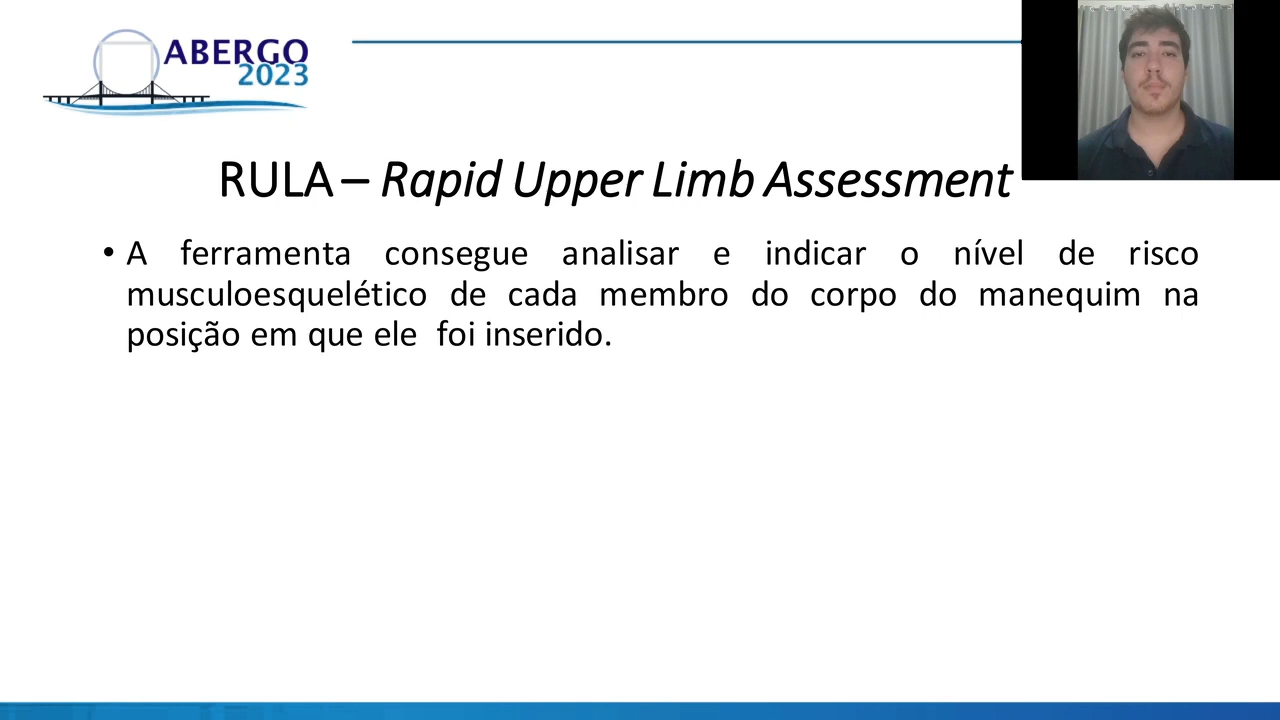 ABERGO
2023
RULA – Rapid Upper Limb Assessment
• A ferramenta consegue analisar e indicar o nível de risco
musculoesquelético de cada membro do corpo do manequim na
posição em que ele foi inserido.